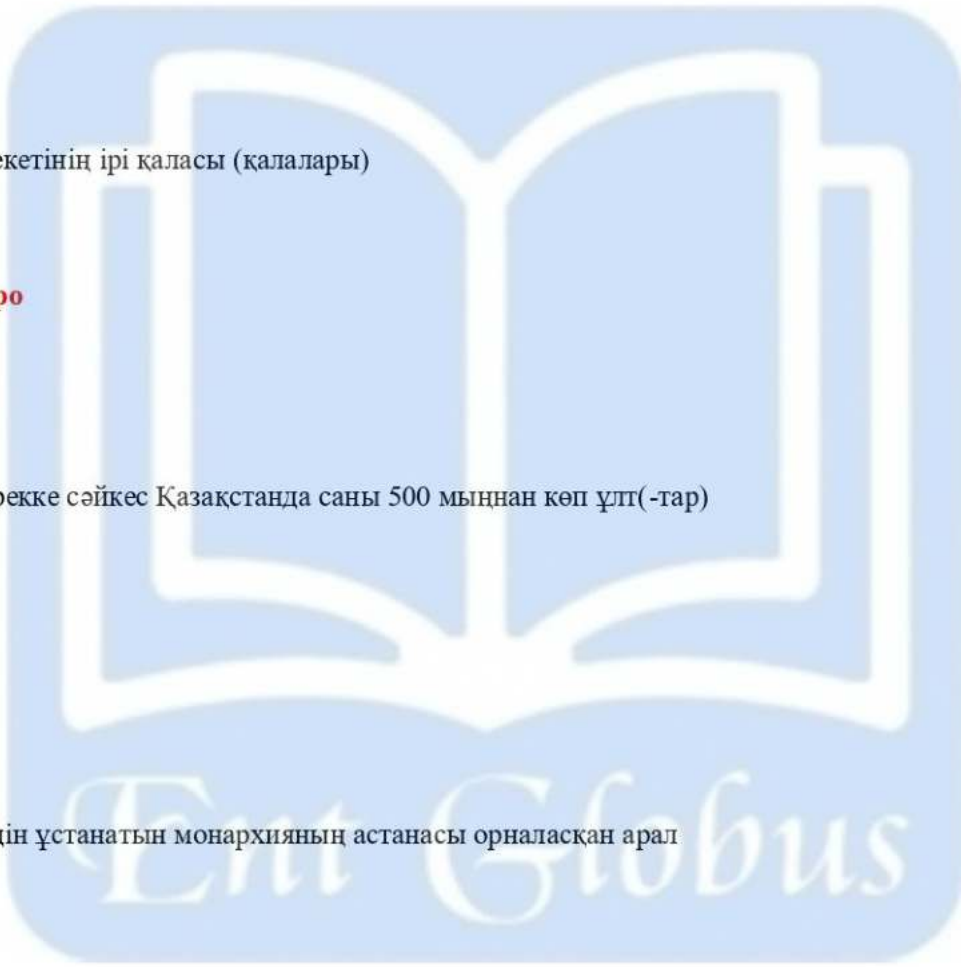 екетінің ірі қаласы (қалалары)
ро
рекке сәйкес Қазақстанда саны 500 мыңнан көп ұлт(-тар)
дін ұстанатын монархияның астанасы орналасқан арал
Ent Globus